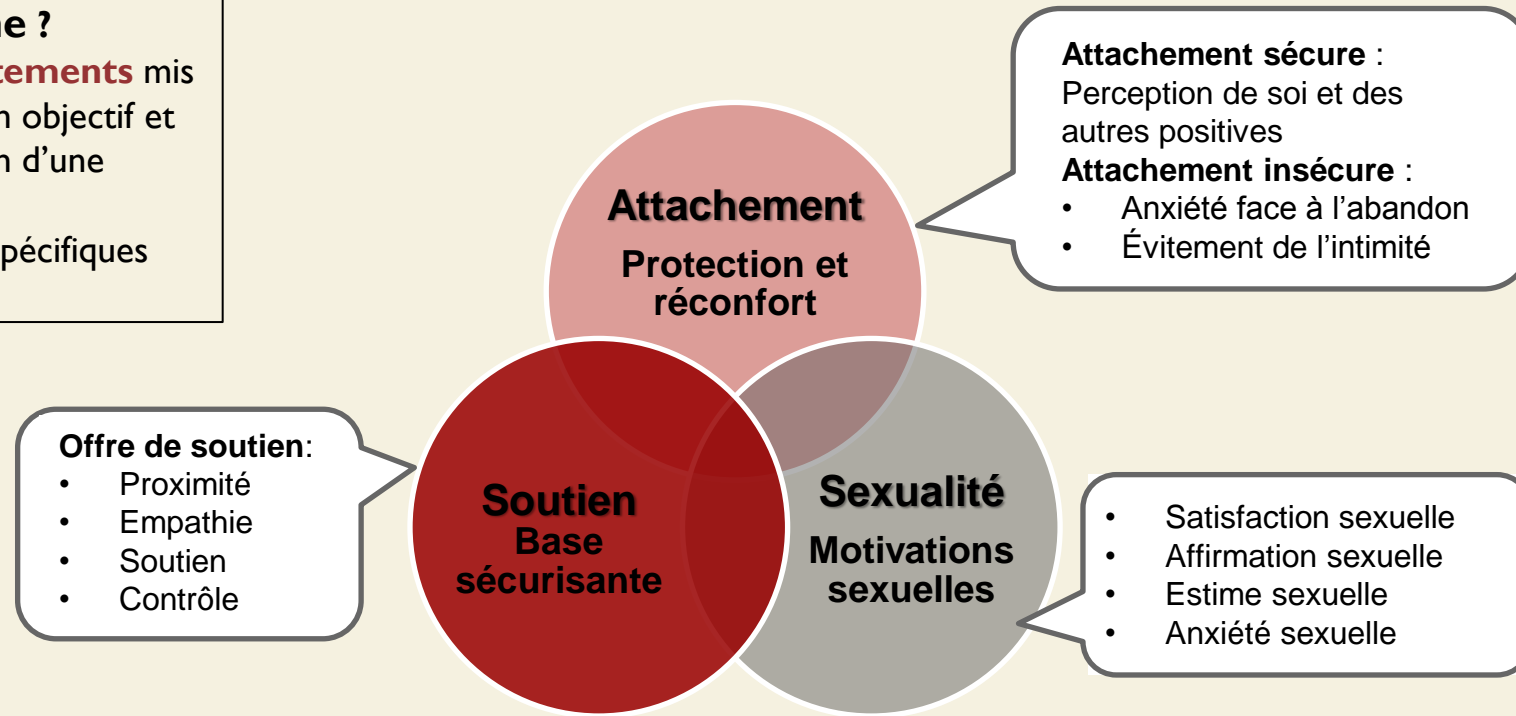 ne ?
tements mis
n objectif et
n d'une
pécifiques
Attachement
Protection et
réconfort
Attachement sécure :
Perception de soi et des
autres positives
Attachement insécure :
• Anxiété face à l'abandon
• Évitement de l'intimité
Offre de soutien:
• Proximité
• Empathie
• Soutien
• Contrôle
Soutien
Base
sécurisante
Sexualité
Motivations
sexuelles
• Satisfaction sexuelle
• Affirmation sexuelle
• Estime sexuelle
• Anxiété sexuelle